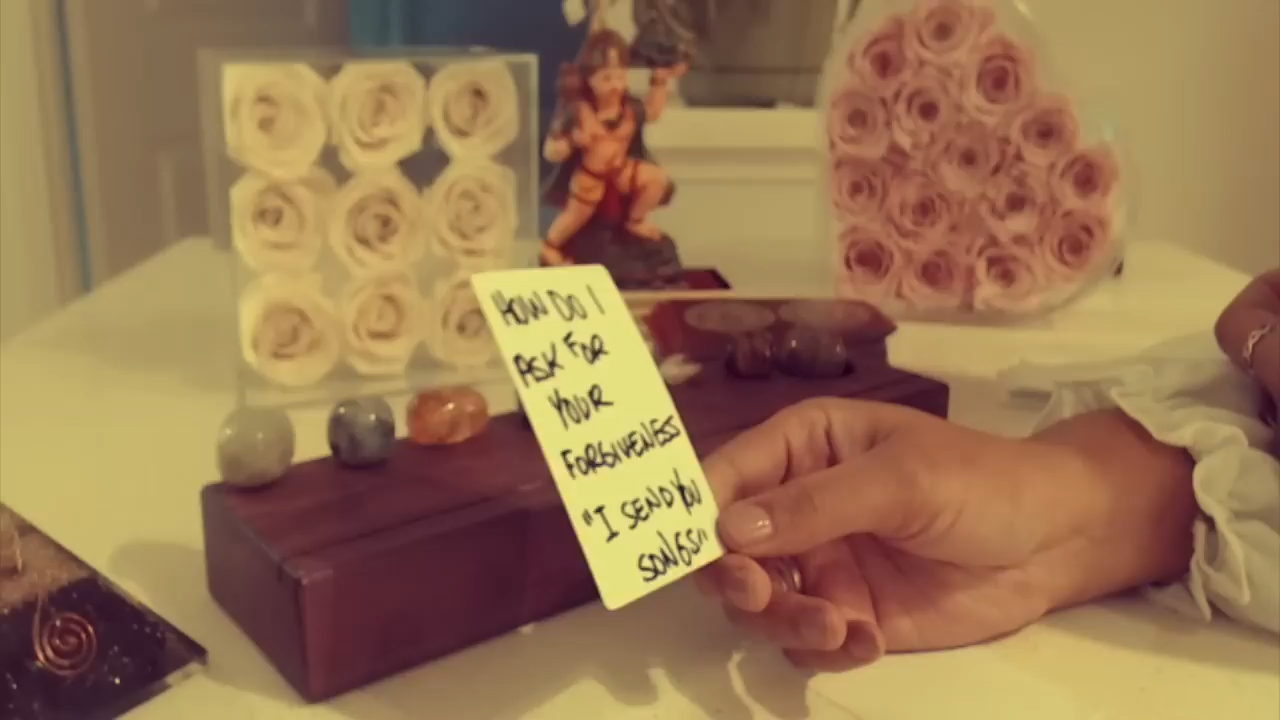 HOW DO I
ASK FOR
YOUR
FORGIVENESS
"I SEND YOU
SONGS"